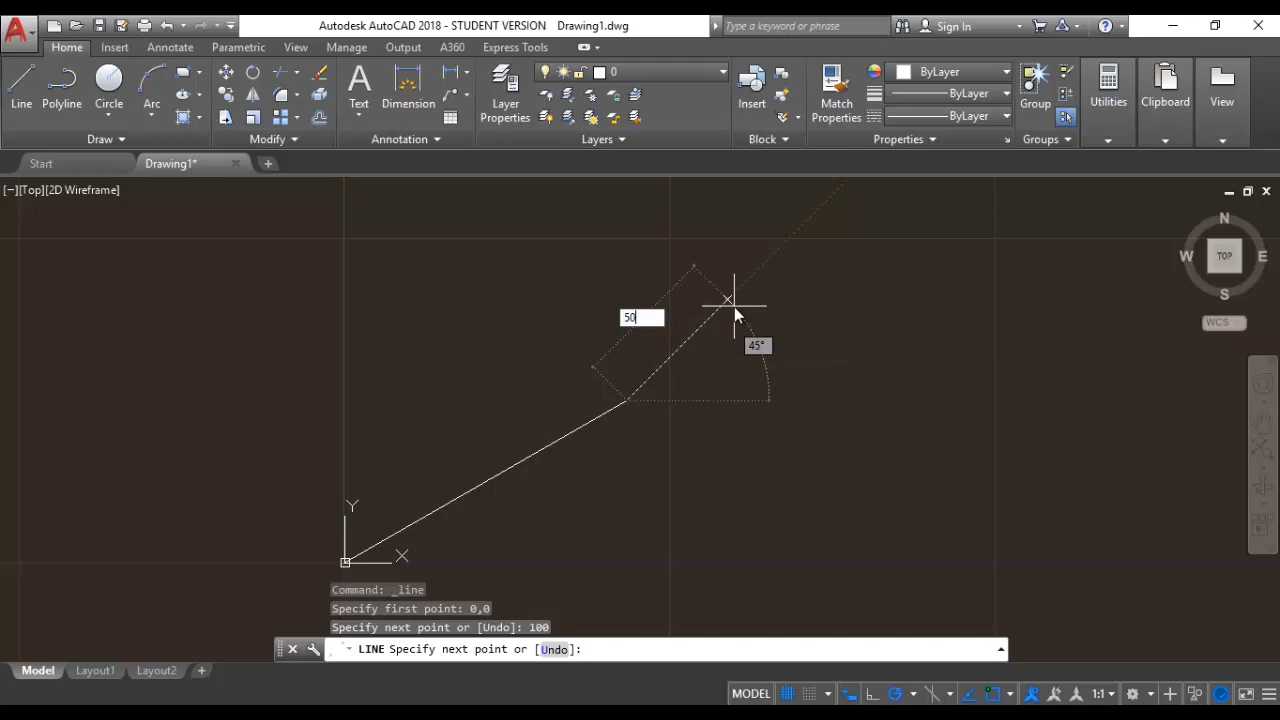 Autodesk AutoCAD 2018 - STUDENT VERSION Drawing1.dwg
Type a keyword or phrase
Sign In
Home Insert Annotate Parametric View Manage Output A360 Express Tools
0
ByLayer
ByLayer
ByLayer
Line Polyline Circle Arc Text Dimension Layer Properties Insert Match Properties Group Utilities Clipboard View
Draw Modify Annotation Layers Block Properties Groups
Start Drawing1*
[−][Top][2D Wireframe]
N
W TOP E
S
WCS
50
45°
Y
X
Command: _line
Specify first point: 0,0
Specify next point or [Undo]: 100
LINE Specify next point or [Undo]:
Model Layout1 Layout2
MODEL 1:1